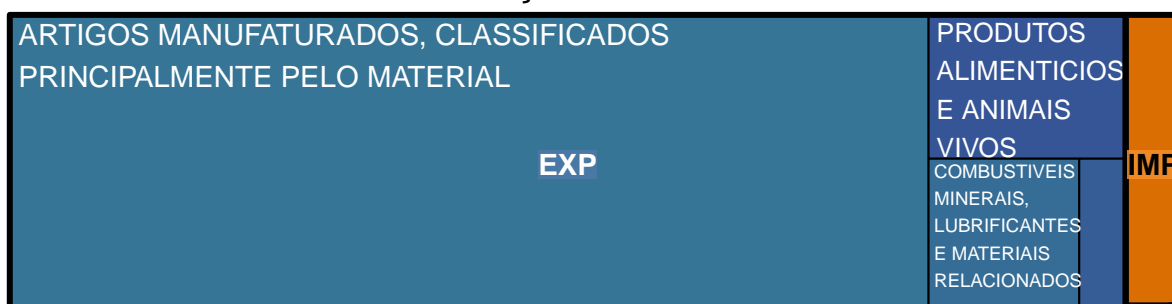 ARTIGOS MANUFATURADOS, CLASSIFICADOS
PRINCIPALMENTE PELO MATERIAL
EXP
PRODUTOS
ALIMENTICIOS
E ANIMAIS
VIVOS
COMBUSTIVEIS
MINERAIS,
LUBRIFICANTES
E MATERIAIS
RELACIONADOS